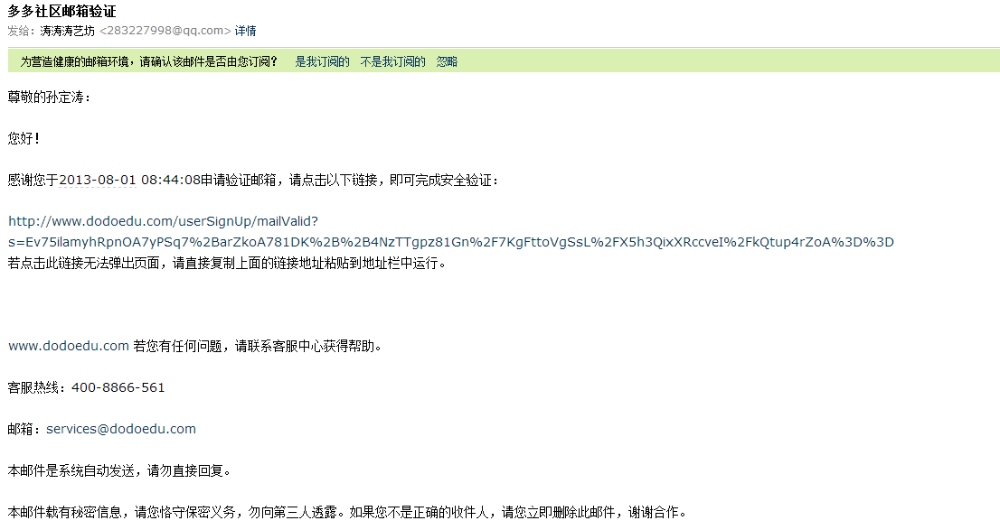 多多社区邮箱验证
发给：涛涛涛艺坊 <283227998@qq.com> 详情
为营造健康的邮箱环境，请确认该邮件是否由您订阅？ 是我订阅的 不是我订阅的 忽略
尊敬的孙定涛：
您好！
感谢您于2013-08-01 08:44:08申请验证邮箱，请点击以下链接，即可完成安全验证：
http://www.dodoedu.com/userSignUp/mailValid?
s=Ev75ilamyhRpnOA7yPSq7%2BarZkoA781DK%2B%2B4NzTTgpz81Gn%2F7KgFttoVgSsL%2FX5h3QixXRccveI%2FkQtup4rZoA%3D%3D
若点击此链接无法弹出页面，请直接复制上面的链接地址粘贴到地址栏中运行。
www.dodoedu.com 若您有任何问题，请联系客服中心获得帮助。
客服热线：400-8866-561
邮箱：services@dodoedu.com
本邮件是系统自动发送，请勿直接回复。
本邮件载有秘密信息，请您恪守保密义务，勿向第三人透露。如果您不是正确的收件人，请您立即删除此邮件，谢谢合作。